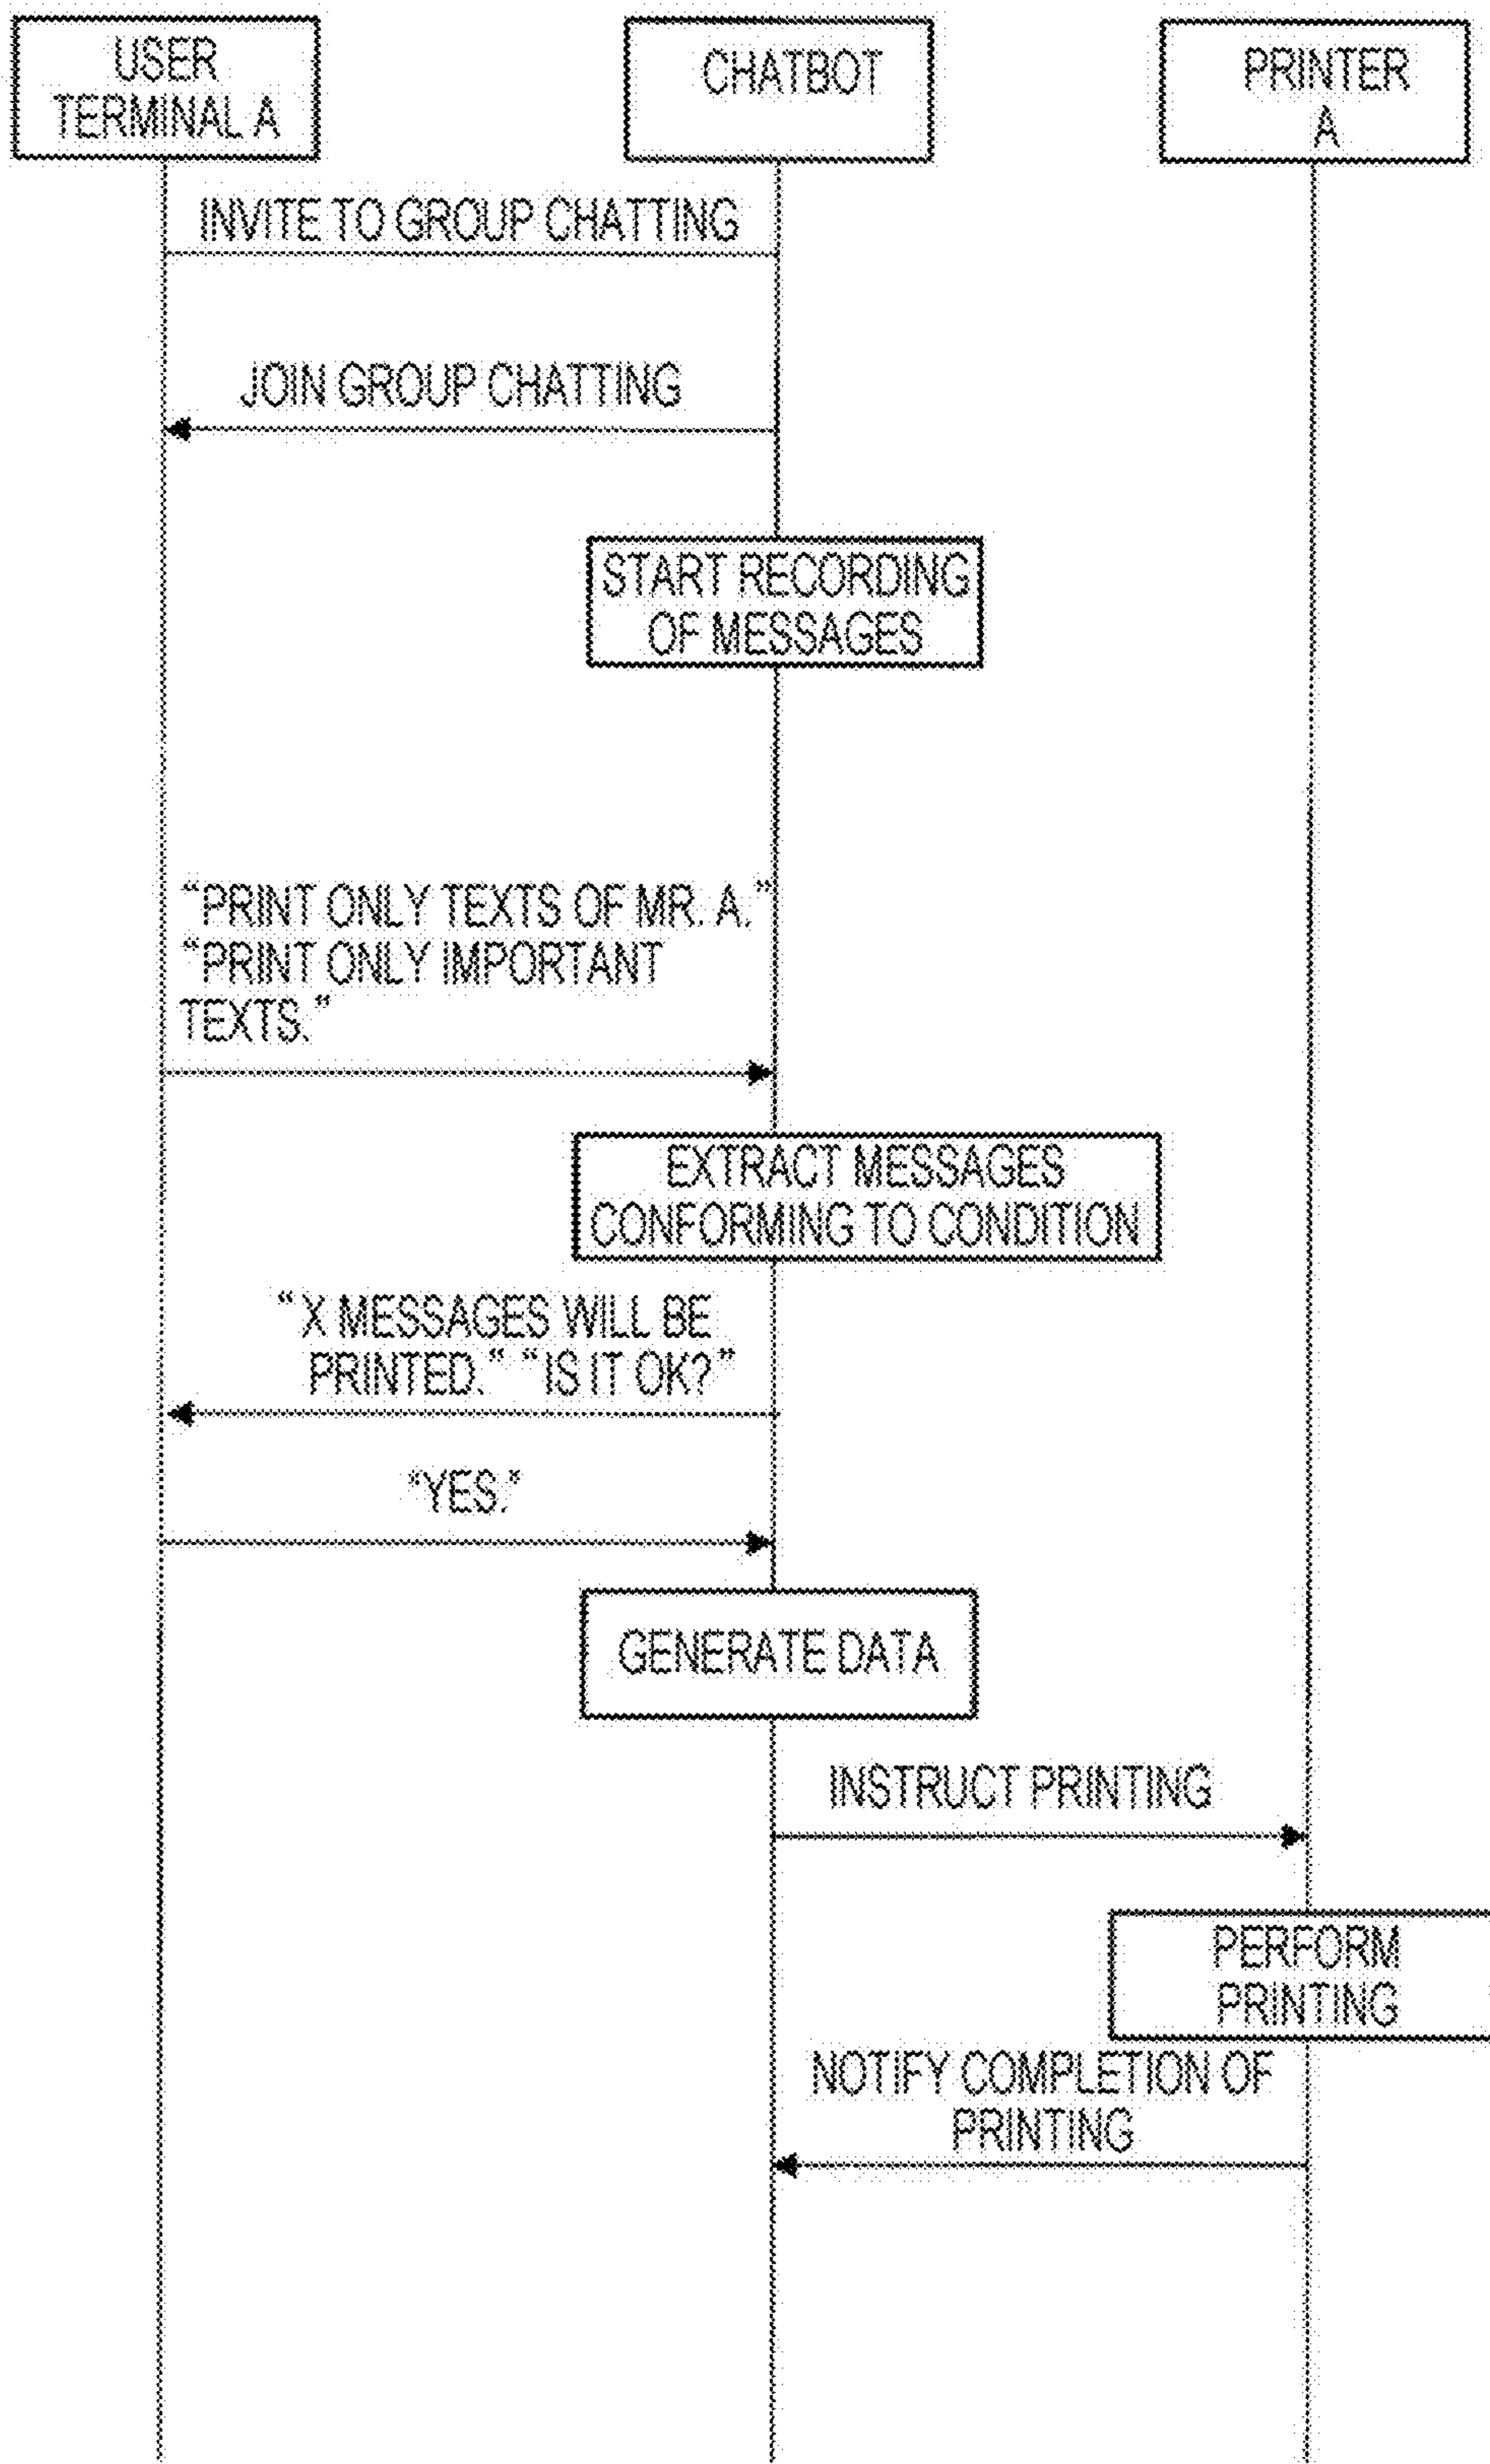 USER
TERMINAL A
CHATBOT
PRINTER
A
INVITE TO GROUP CHATTING
JOIN GROUP CHATTING
START RECORDING
OF MESSAGES
“PRINT ONLY TEXTS OF MR. A.”
“PRINT ONLY IMPORTANT
TEXTS.”
EXTRACT MESSAGES
CONFORMING TO CONDITION
“X MESSAGES WILL BE
PRINTED.“ “IS IT OK?”
“YES.”
GENERATE DATA
INSTRUCT PRINTING
PERFORM
PRINTING
NOTIFY COMPLETION OF
PRINTING